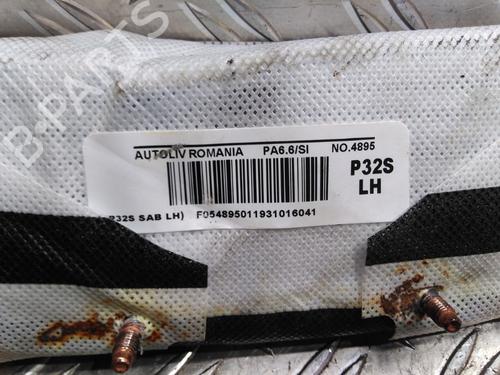 AUTOLIV ROMANIA PA6.6/SI NO.4895
P32S
LH
P32S SAB LH) F054895011931016041
B-PARTS